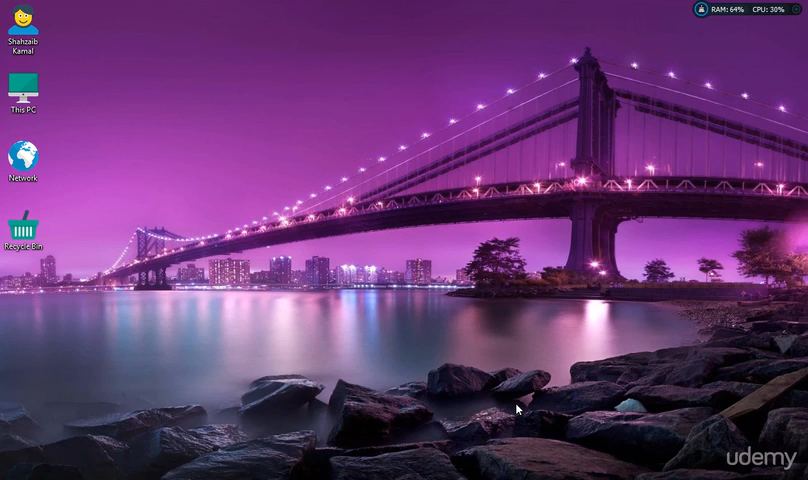 RAM: 64% CPU: 30%
Shahzaib
Kamal
This PC
Network
Recycle Bin
udemy